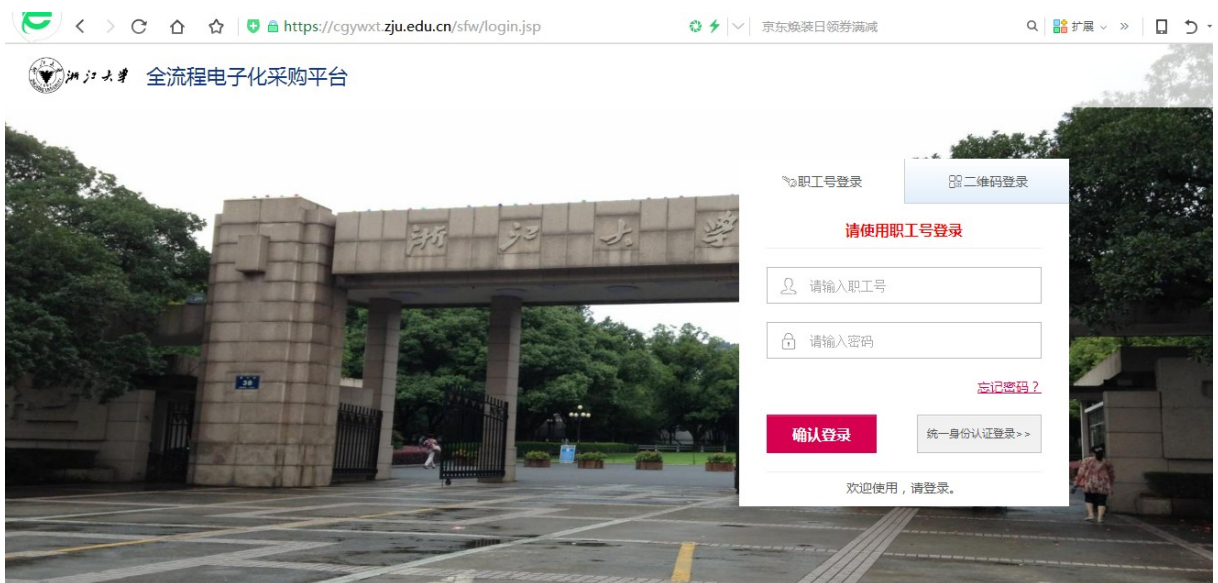 https://cgywxt.zju.edu.cn/sfw/login.jsp
京东焕装日领券满减
扩展
浙江大学 全流程电子化采购平台
职工号登录
二维码登录
请使用职工号登录
请输入职工号
请输入密码
忘记密码？
确认登录
统一身份认证登录>>
欢迎使用，请登录。
浙江大学
38